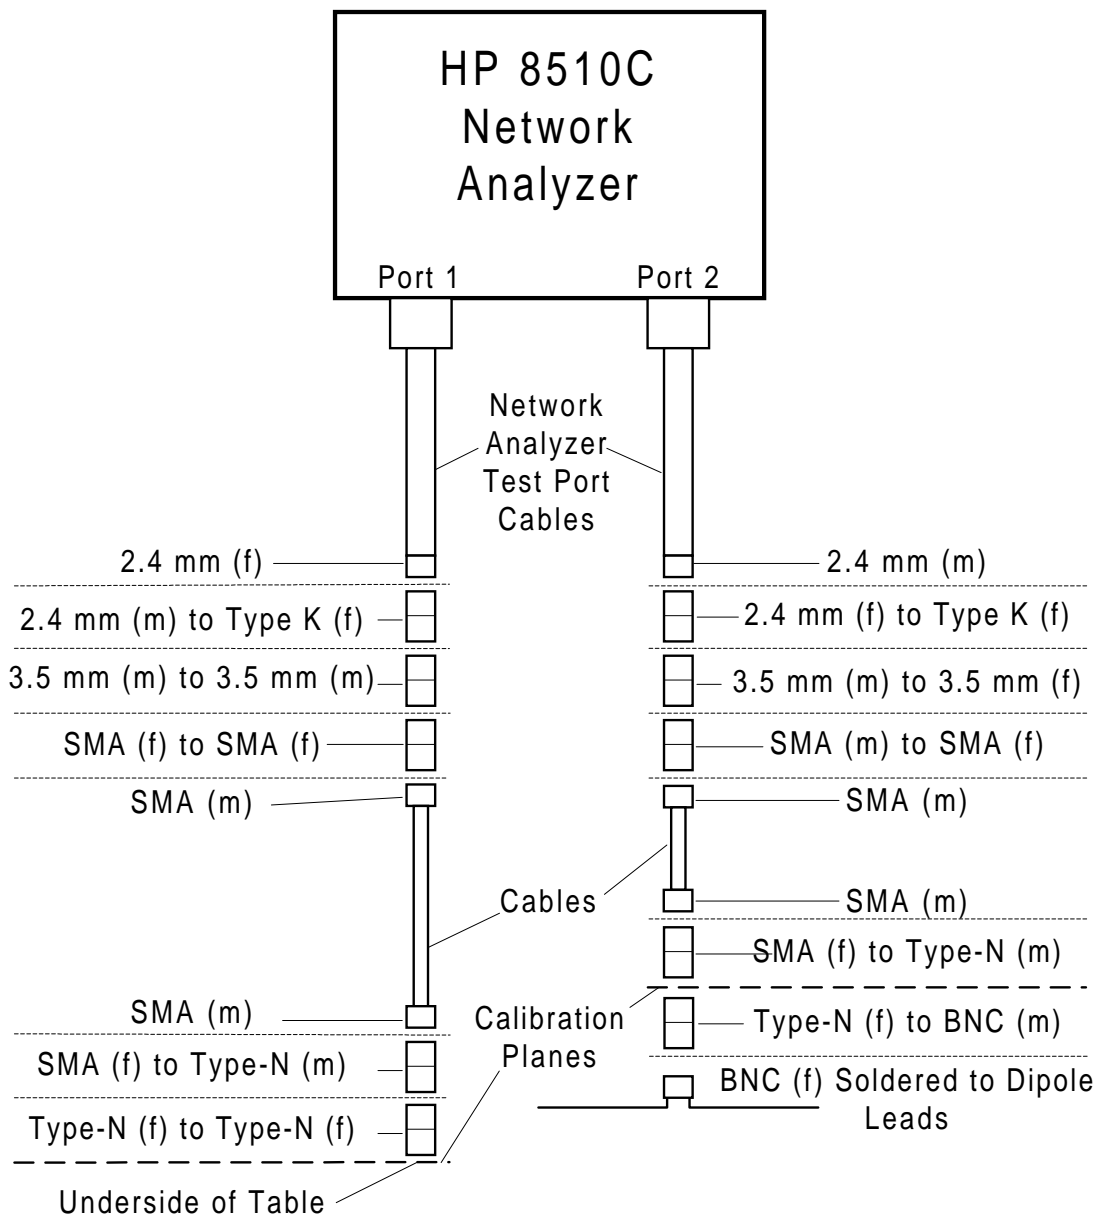 HP 8510C
Network
Analyzer
Port 1
Port 2
Network
Analyzer
Test Port
Cables
2.4 mm (f)
2.4 mm (m)
2.4 mm (m) to Type K (f)
2.4 mm (f) to Type K (f)
3.5 mm (m) to 3.5 mm (m)
3.5 mm (m) to 3.5 mm (f)
SMA (f) to SMA (f)
SMA (m) to SMA (f)
SMA (m)
SMA (m)
Cables
SMA (m)
SMA (f) to Type-N (m)
SMA (m)
Calibration
Planes
Type-N (f) to BNC (m)
SMA (f) to Type-N (m)
BNC (f) Soldered to Dipole
Leads
Type-N (f) to Type-N (f)
Underside of Table